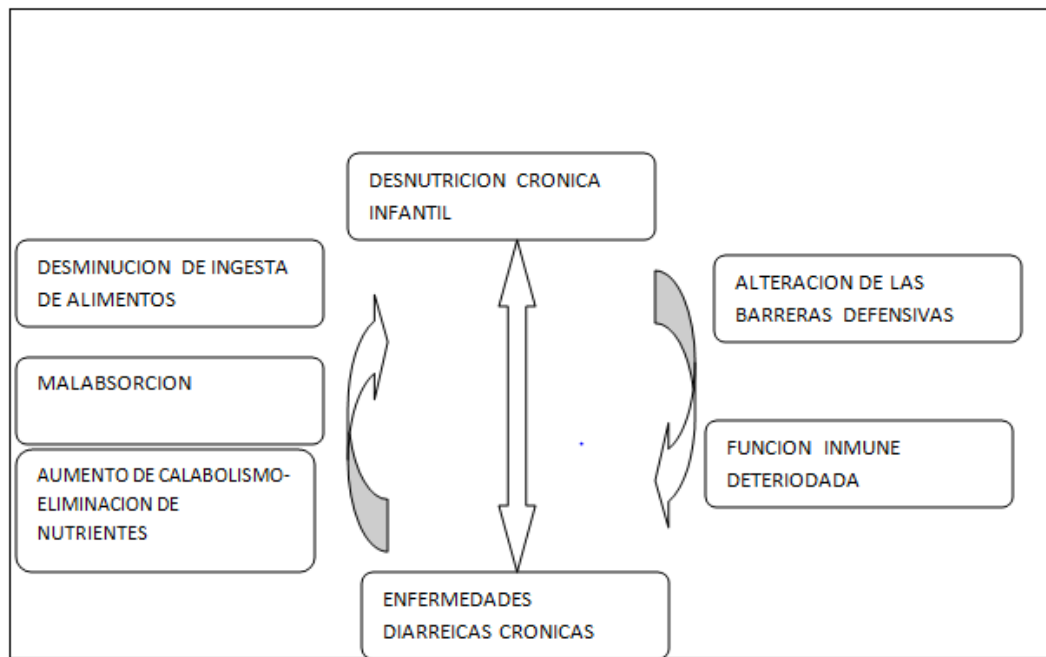 DESNUTRICION CRONICA
INFANTIL
DESMINUCION DE INGESTA
DE ALIMENTOS
ALTERACION DE LAS
BARRERAS DEFENSIVAS
MALABSORCION
FUNCION INMUNE
DETERIODADA
AUMENTO DE CALABOLISMO-
ELIMINACION DE
NUTRIENTES
ENFERMEDADES
DIARREICAS CRONICAS